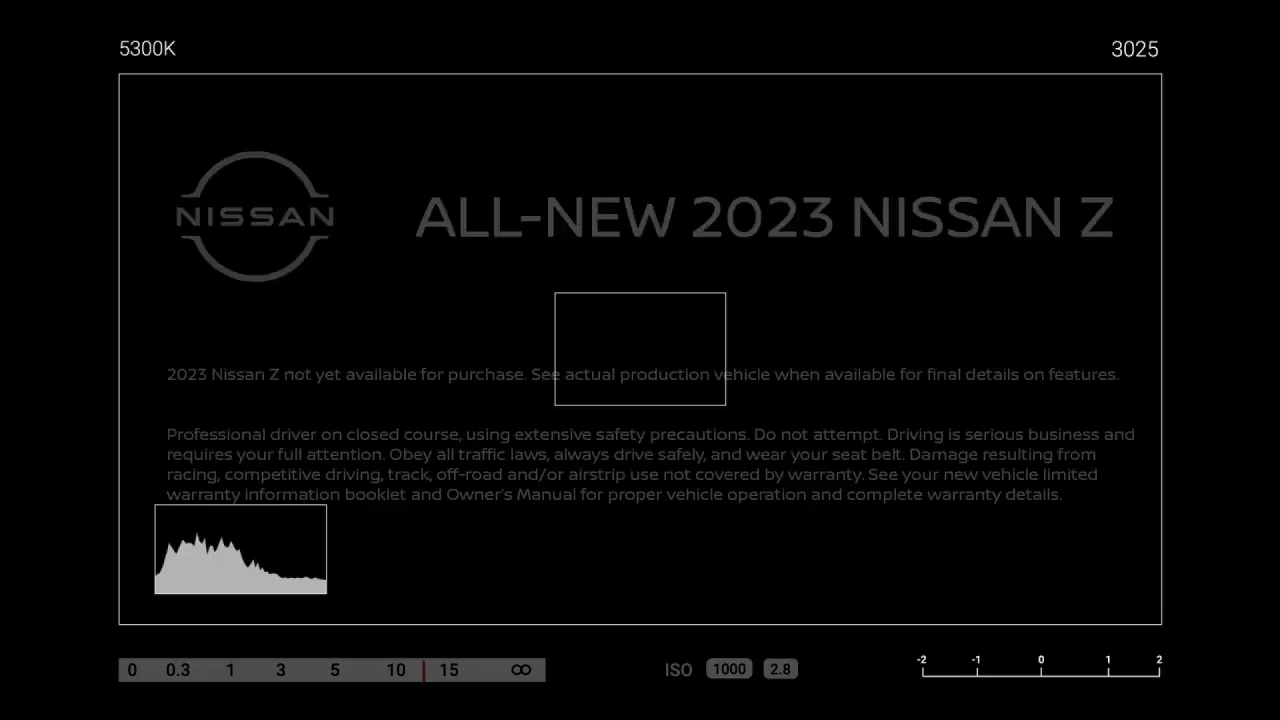 5300K
3025
NISSAN
ALL-NEW 2023 NISSAN Z
2023 Nissan Z not yet available for purchase. See actual production vehicle when available for final details on features.
Professional driver on closed course, using extensive safety precautions. Do not attempt. Driving is serious business and
requires your full attention. Obey all traffic laws, always drive safely, and wear your seat belt. Damage resulting from
racing, competitive driving, track, off-road and/or airstrip use not covered by warranty. See your new vehicle limited
warranty information booklet and Owner's Manual for proper vehicle operation and complete warranty details.
0 0.3 1 3 5 10 15 ∞
ISO 1000 2.8
-2 -1 0 1 2